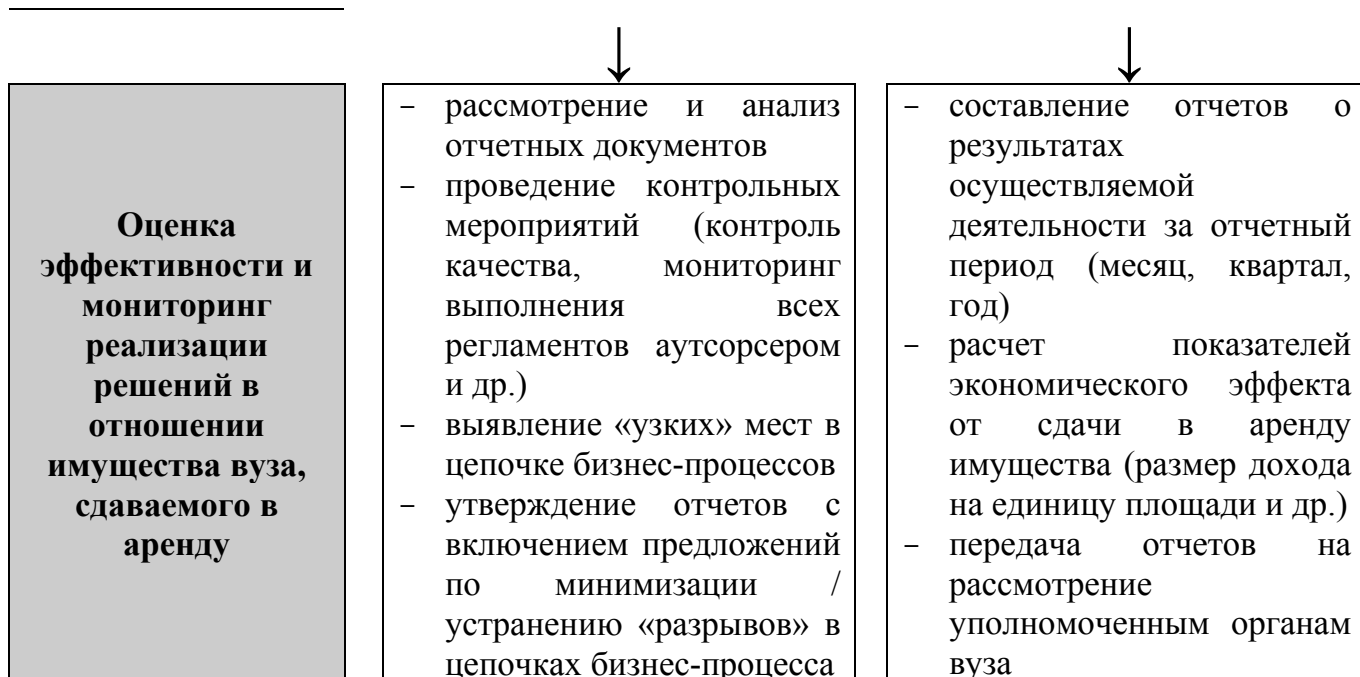 Оценка
эффективности и
мониторинг
реализации
решений в
отношении
имущества вуза,
сдаваемого в
аренду
- рассмотрение и анализ
отчетных документов
- проведение контрольных
мероприятий (контроль
качества, мониторинг
выполнения всех
регламентов аутсорсером
и др.)
- выявление «узких» мест в
цепочке бизнес-процессов
- утверждение отчетов с
включением предложений
по минимизации /
устранению «разрывов» в
цепочках бизнес-процесса
- составление отчетов о
результатах
осуществляемой
деятельности за отчетный
период (месяц, квартал,
год)
- расчет показателей
экономического эффекта
от сдачи в аренду
имущества (размер дохода
на единицу площади и др.)
- передача отчетов на
рассмотрение
уполномоченным органам
вуза